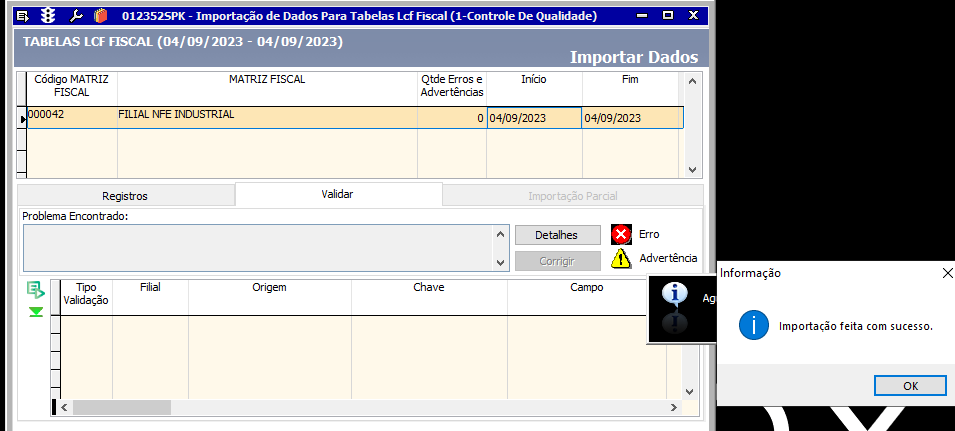 012352SPK - Importação de Dados Para Tabelas Lcf Fiscal (1-Controle De Qualidade)
TABELAS LCF FISCAL (04/09/2023 - 04/09/2023)
Importar Dados
Código MATRIZ FISCAL MATRIZ FISCAL Qtde Erros e Advertências Início Fim
000042 FILIAL NFE INDUSTRIAL 0 04/09/2023 04/09/2023
Registros Validar Importação Parcial
Problema Encontrado:
Detalhes Erro
Corrigir Advertência
Tipo Validação Filial Origem Chave Campo
Informação
Importação feita com sucesso.
OK